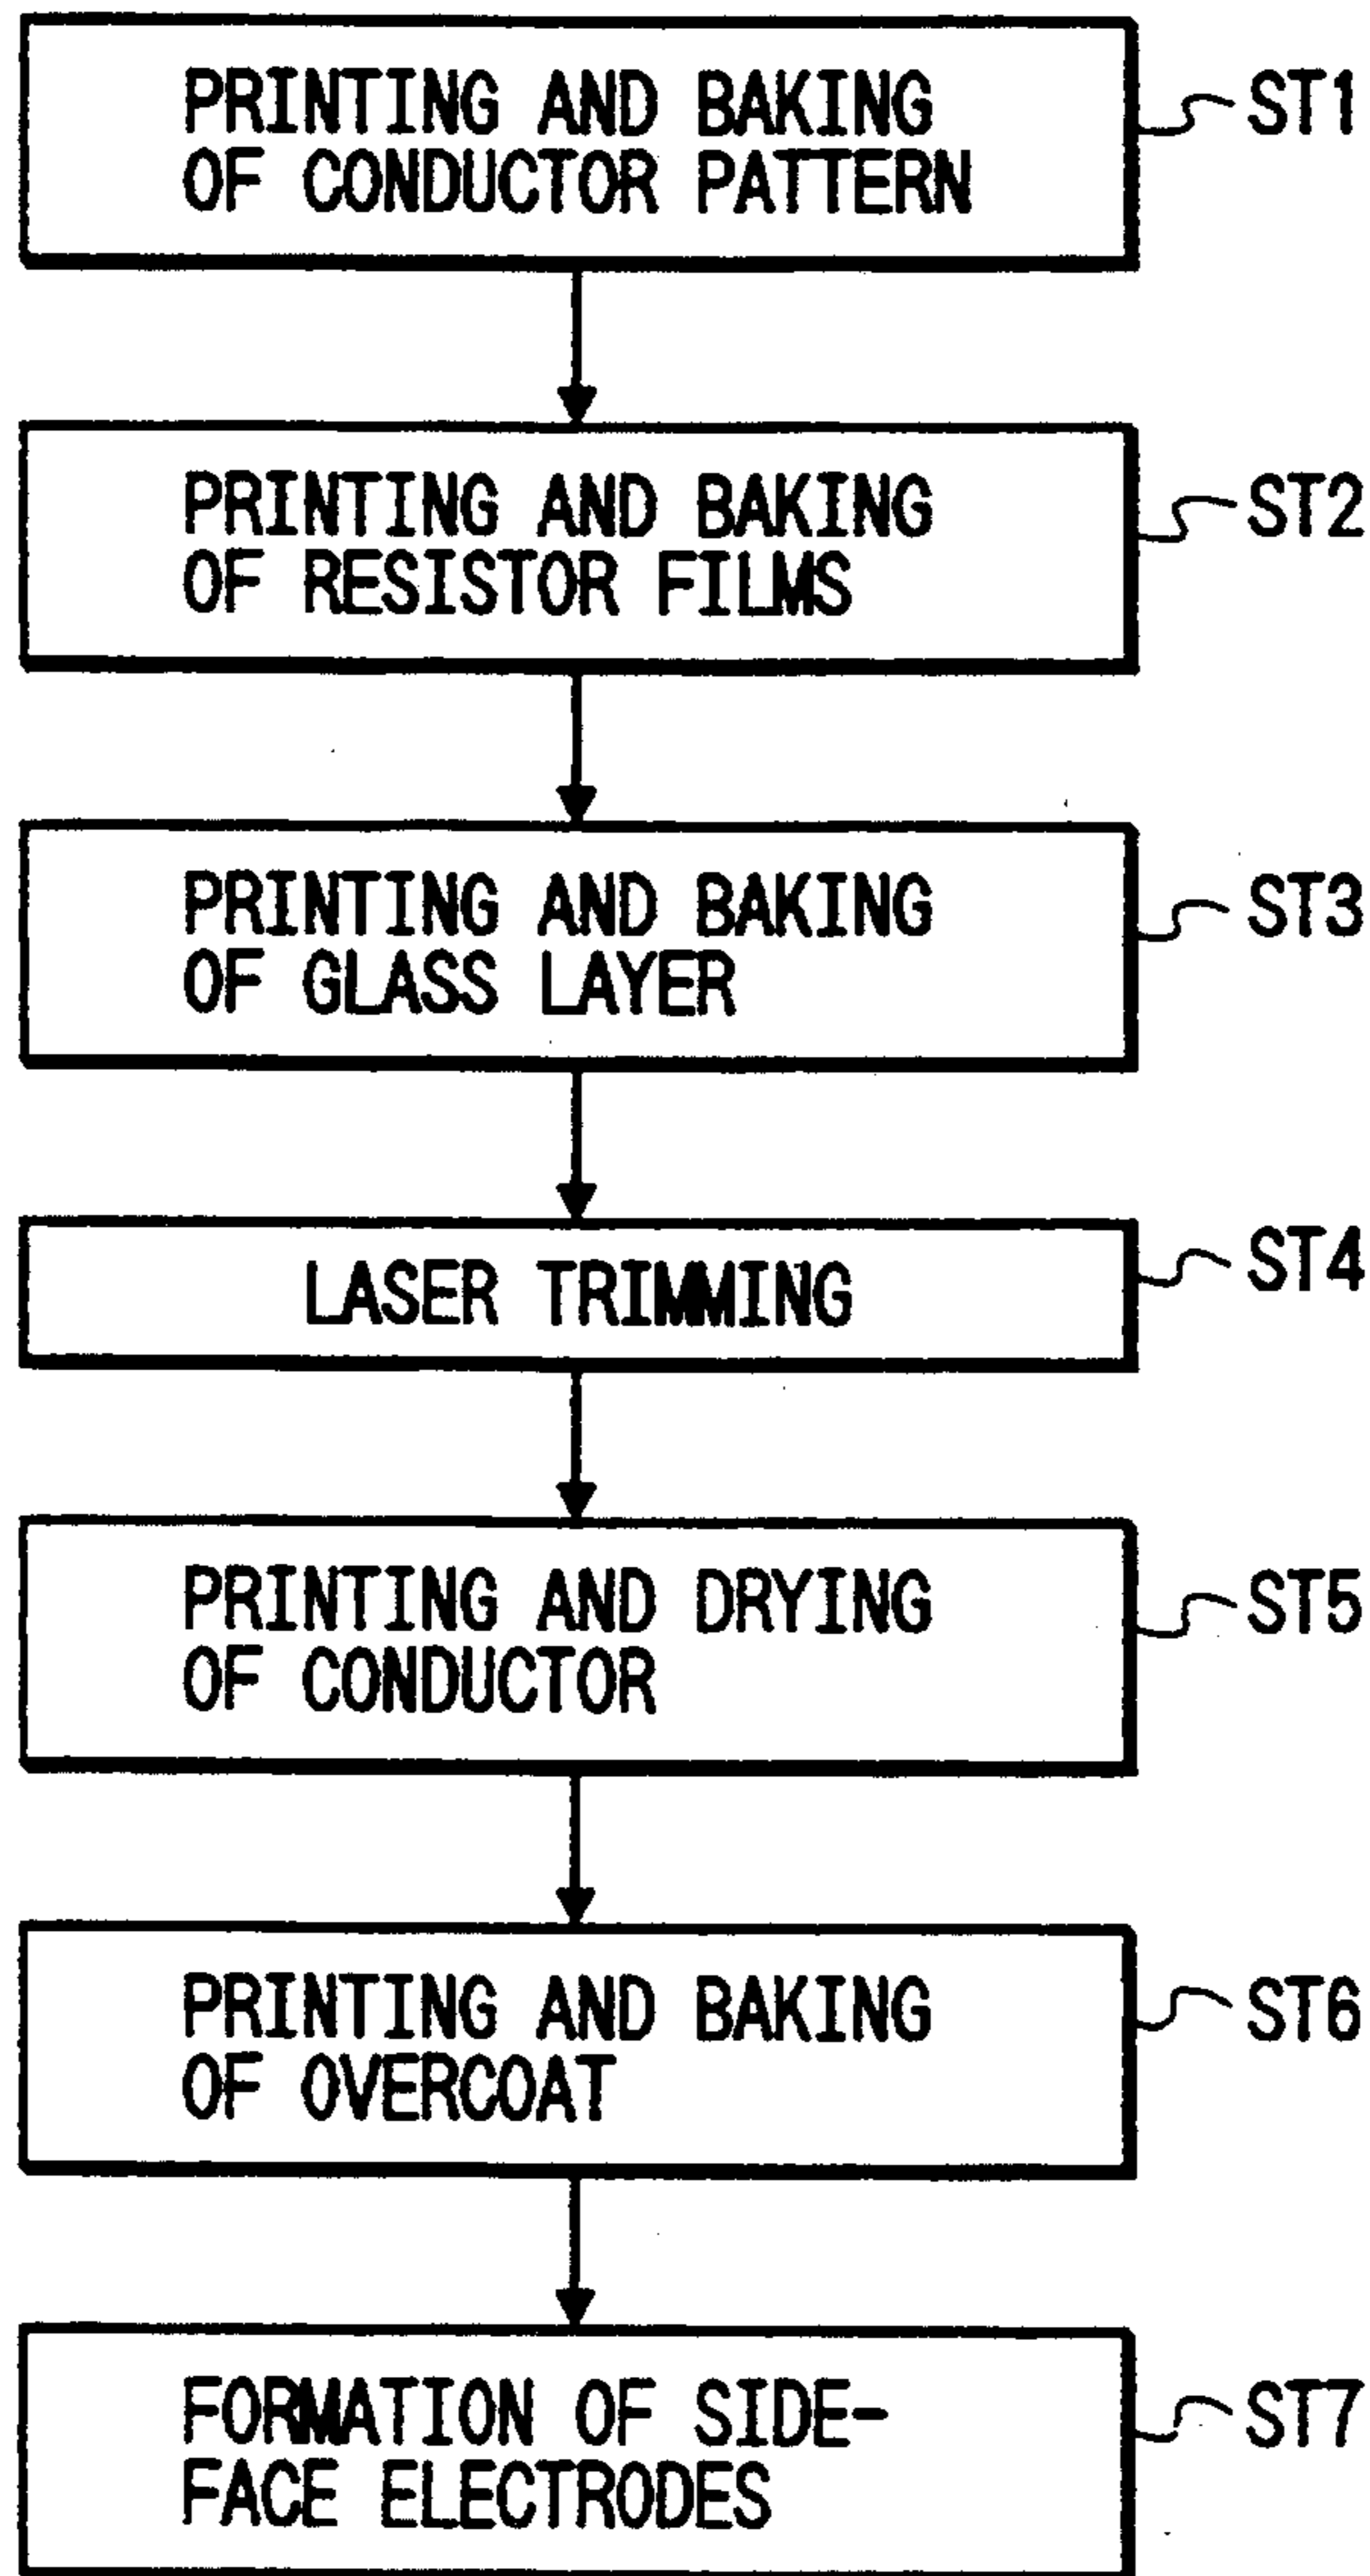 PRINTING AND BAKING
OF CONDUCTOR PATTERN
ST1
PRINTING AND BAKING
OF RESISTOR FILMS
ST2
PRINTING AND BAKING
OF GLASS LAYER
ST3
LASER TRIMMING
ST4
PRINTING AND DRYING
OF CONDUCTOR
ST5
PRINTING AND BAKING
OF OVERCOAT
ST6
FORMATION OF SIDE-
FACE ELECTRODES
ST7